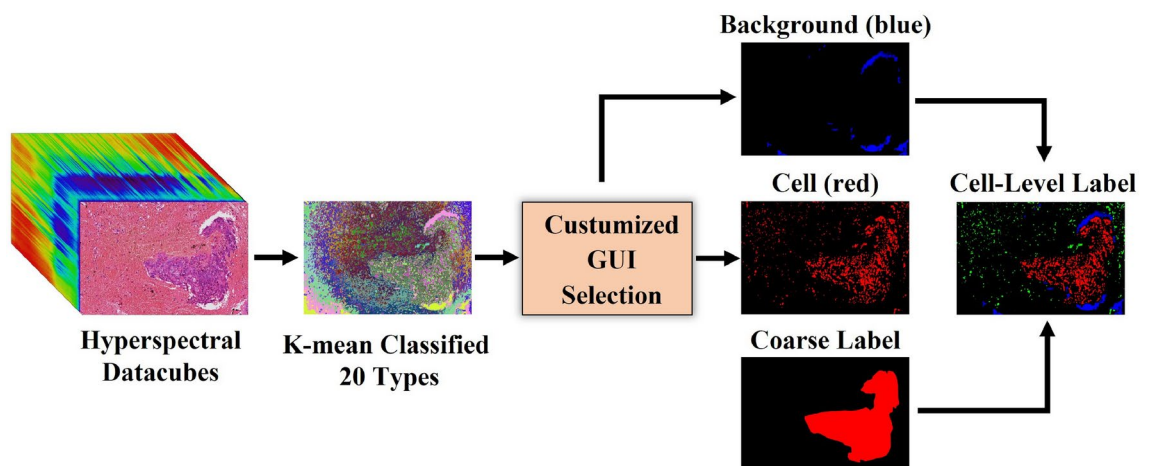 Background (blue)
Cell (red)
Cell-Level Label
Custumized
GUI
Selection
Hyperspectral
Datacubes
K-mean Classified
20 Types
Coarse Label